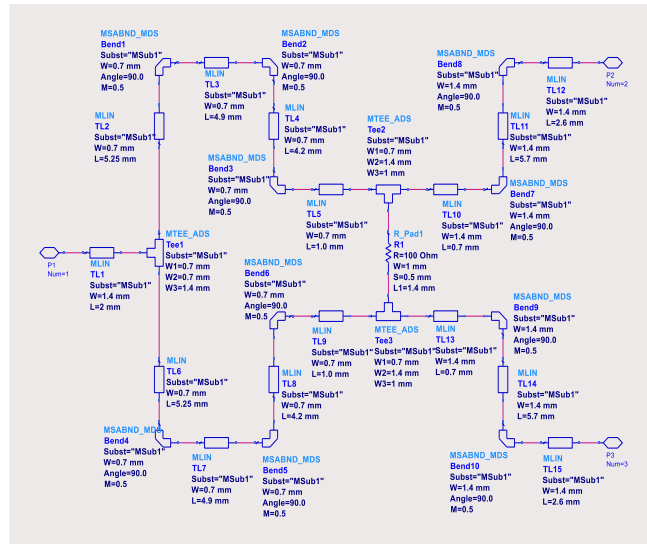 MSABND_MDS
Bend1
Subst="MSub1"
W=0.7 mm
Angle=90.0
M=0.5
MLIN
TL3
Subst="MSub1"
W=0.7 mm
L=4.9 mm
MSABND_MDS
Bend2
Subst="MSub1"
W=0.7 mm
Angle=90.0
M=0.5
MSABND_MDS
Bend8
Subst="MSub1"
W=1.4 mm
Angle=90.0
M=0.5
MLIN
TL12
Subst="MSub1"
W=1.4 mm
L=2.6 mm
P2
Num=2
MLIN
TL2
Subst="MSub1"
W=0.7 mm
L=5.25 mm
MLIN
TL4
Subst="MSub1"
W=0.7 mm
L=4.2 mm
MTEE_ADS
Tee2
Subst="MSub1"
W1=0.7 mm
W2=1.4 mm
W3=1 mm
MLIN
TL11
Subst="MSub1"
W=1.4 mm
L=5.7 mm
MSABND_MDS
Bend3
Subst="MSub1"
W=0.7 mm
Angle=90.0
M=0.5
MLIN
TL5
Subst="MSub1"
W=0.7 mm
L=1.0 mm
MLIN
TL10
Subst="MSub1"
W=1.4 mm
L=0.7 mm
MSABND_MDS
Bend7
Subst="MSub1"
W=1.4 mm
Angle=90.0
M=0.5
P1
Num=1
MLIN
TL1
Subst="MSub1"
W=1.4 mm
L=2 mm
MTEE_ADS
Tee1
Subst="MSub1"
W1=0.7 mm
W2=0.7 mm
W3=1.4 mm
R_Pad1
R1
R=100 Ohm
W=1 mm
S=0.5 mm
L1=1.4 mm
MSABND_MDS
Bend6
Subst="MSub1"
W=0.7 mm
Angle=90.0
M=0.5
MLIN
TL9
Subst="MSub1"
W=0.7 mm
L=1.0 mm
MTEE_ADS
Tee3
Subst="MSub1"
W1=0.7 mm
W2=1.4 mm
W3=1 mm
MLIN
TL13
Subst="MSub1"
W=1.4 mm
L=0.7 mm
MSABND_MDS
Bend9
Subst="MSub1"
W=1.4 mm
Angle=90.0
M=0.5
MLIN
TL6
Subst="MSub1"
W=0.7 mm
L=5.25 mm
MLIN
TL8
Subst="MSub1"
W=0.7 mm
L=4.2 mm
MLIN
TL14
Subst="MSub1"
W=1.4 mm
L=5.7 mm
MSABND_MDS
Bend4
Subst="MSub1"
W=0.7 mm
Angle=90.0
M=0.5
MLIN
TL7
Subst="MSub1"
W=0.7 mm
L=4.9 mm
MSABND_MDS
Bend5
Subst="MSub1"
W=0.7 mm
Angle=90.0
M=0.5
MSABND_MDS
Bend10
Subst="MSub1"
W=1.4 mm
Angle=90.0
M=0.5
MLIN
TL15
Subst="MSub1"
W=1.4 mm
L=2.6 mm
P3
Num=3